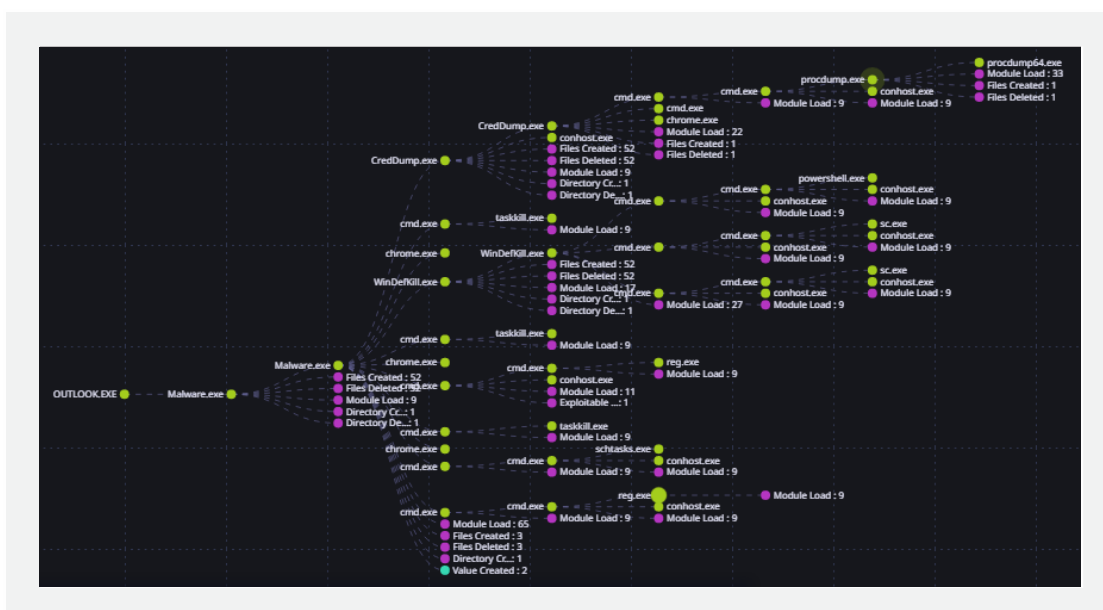 procdump64.exe
Module Load : 33
Files Created : 1
Files Deleted : 1
procdump.exe
conhost.exe
Module Load : 9
cmd.exe
Module Load : 9
cmd.exe
cmd.exe
chrome.exe
Module Load : 22
Files Created : 1
Files Deleted : 1
CredDump.exe
conhost.exe
Files Created : 52
Files Deleted : 52
Module Load : 9
Directory Cr...: 1
Directory De...: 1
CredDump.exe
powershell.exe
conhost.exe
Module Load : 9
cmd.exe
conhost.exe
Module Load : 9
cmd.exe
taskkill.exe
Module Load : 9
cmd.exe
sc.exe
conhost.exe
Module Load : 9
cmd.exe
conhost.exe
Module Load : 9
cmd.exe
WinDefKill.exe
Files Created : 52
Files Deleted : 52
Module Load : 17
Directory Cr...: 1
Directory De...: 1
chrome.exe
WinDefKill.exe
sc.exe
conhost.exe
Module Load : 9
cmd.exe
conhost.exe
Module Load : 9
cmd.exe
Module Load : 27
taskkill.exe
Module Load : 9
cmd.exe
chrome.exe
Malware.exe
Files Created : 52
Files Deleted : 52
Module Load : 9
Directory Cr...: 1
Directory De...: 1
OUTLOOK.EXE
Malware.exe
cmd.exe
cmd.exe
conhost.exe
Module Load : 11
Exploitable ...: 1
reg.exe
Module Load : 9
cmd.exe
taskkill.exe
Module Load : 9
chrome.exe
cmd.exe
cmd.exe
Module Load : 9
schtasks.exe
conhost.exe
Module Load : 9
cmd.exe
cmd.exe
Module Load : 9
reg.exe
conhost.exe
Module Load : 9
Module Load : 9
Module Load : 65
Files Created : 3
Files Deleted : 3
Directory Cr...: 1
Value Created : 2